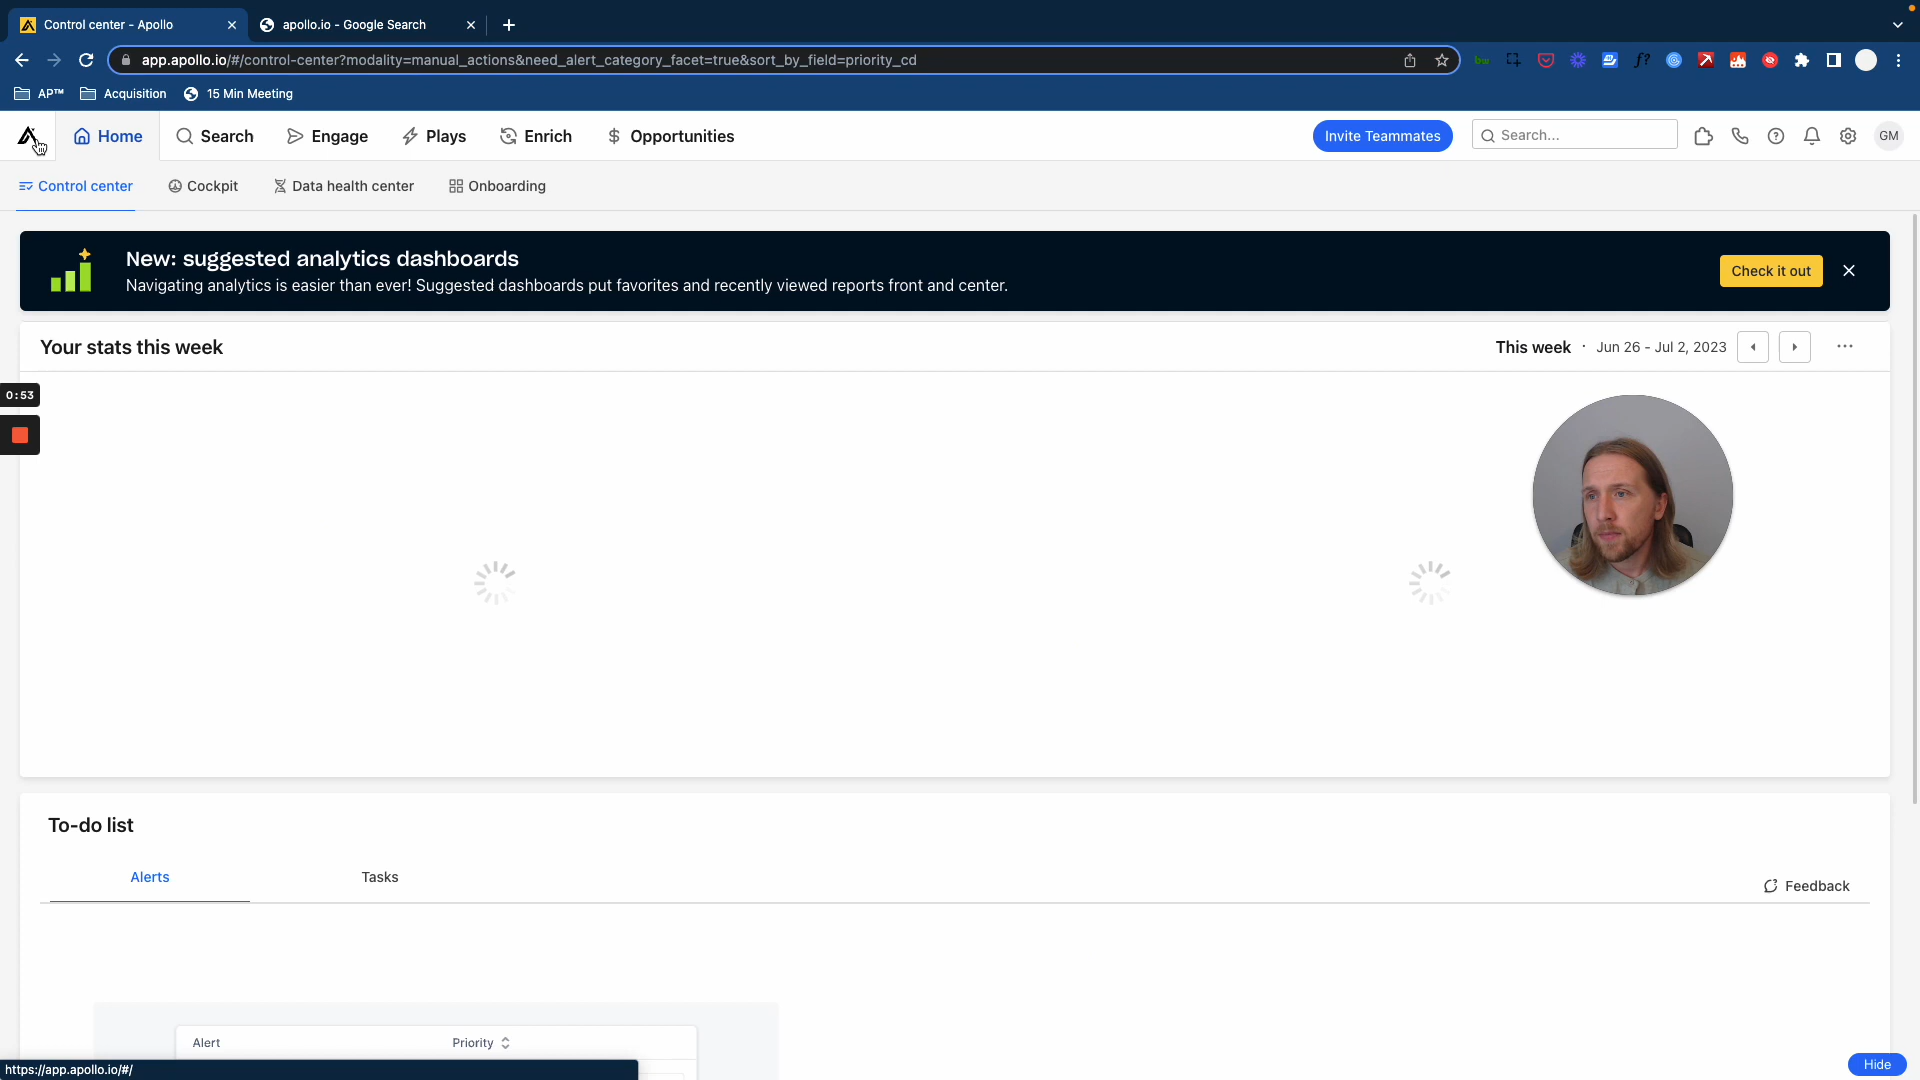 Control center - Apollo
apollo.io - Google Search
app.apollo.io/#/control-center?modality=manual_actions&need_alert_category_facet=true&sort_by_field=priority_cd
bw
f?
AP™
Acquisition
15 Min Meeting
Home
Search
Engage
Plays
Enrich
Opportunities
Invite Teammates
Search...
GM
Control center
Cockpit
Data health center
Onboarding
New: suggested analytics dashboards
Navigating analytics is easier than ever! Suggested dashboards put favorites and recently viewed reports front and center.
Check it out
Your stats this week
This week · Jun 26 - Jul 2, 2023
0:53
To-do list
Alerts
Tasks
Feedback
Alert
Priority
https://app.apollo.io/#/
Hide